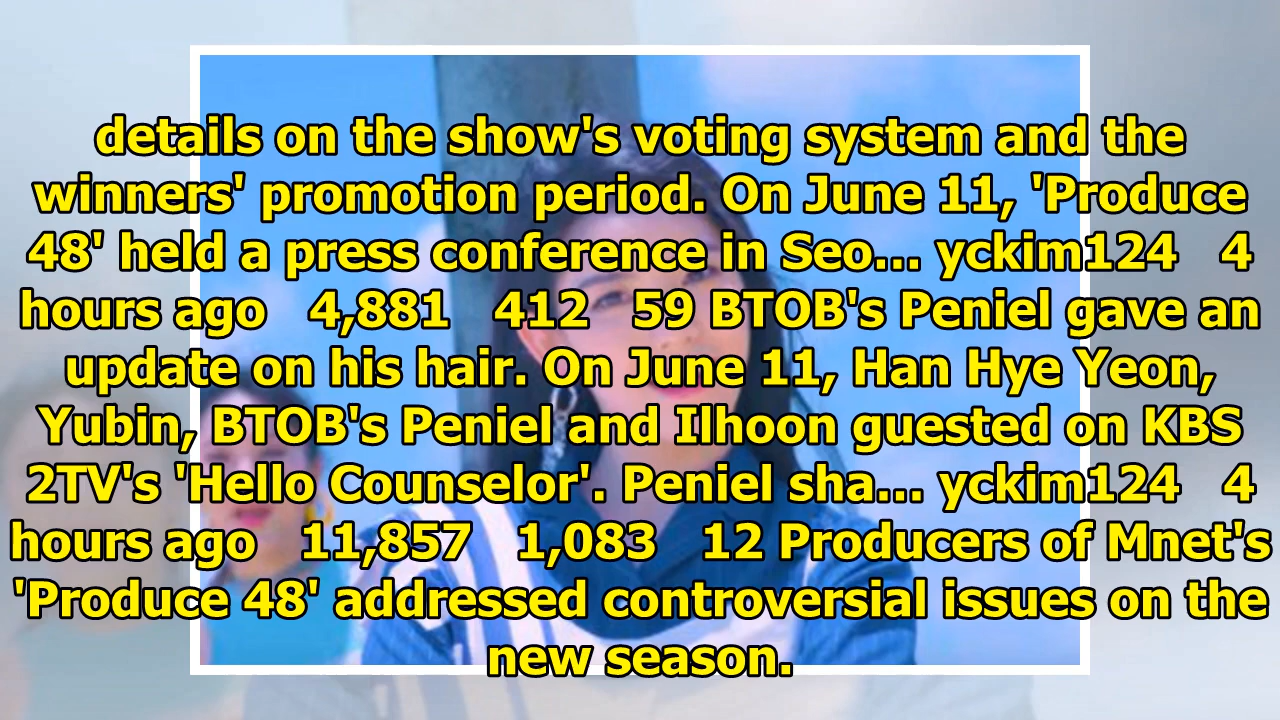 details on the show's voting system and the
winners' promotion period. On June 11, 'Produce
48' held a press conference in Seo... yckim124 4
hours ago 4,881 412 59 BTOB's Peniel gave an
update on his hair. On June 11, Han Hye Yeon,
Yubin, BTOB's Peniel and Ilhoon guested on KBS
2TV's 'Hello Counselor'. Peniel sha... yckim124 4
hours ago 11,857 1,083 12 Producers of Mnet's
'Produce 48' addressed controversial issues on the
new season.